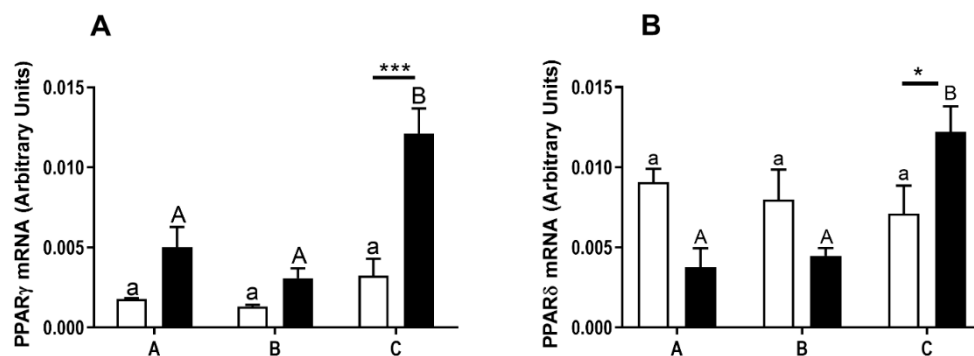 A
PPARγ mRNA (Arbitrary Units)
0.015
0.010
0.005
0.000
***
a
A
a
A
a
B
A
B
C
B
PPARδ mRNA (Arbitrary Units)
0.015
0.010
0.005
0.000
*
a
A
a
A
a
B
A
B
C